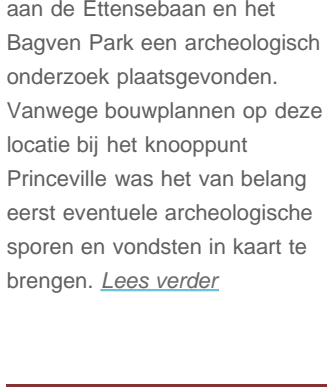 aan de Ettensebaan en het
Bagven Park een archeologisch
onderzoek plaatsgevonden.
Vanwege bouwplannen op deze
locatie bij het knooppunt
Princeville was het van belang
eerst eventuele archeologische
sporen en vondsten in kaart te
brengen. Lees verder